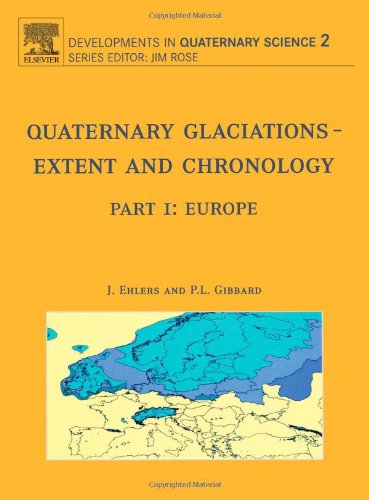 ELSEVIER
DEVELOPMENTS IN QUATERNARY SCIENCE 2
SERIES EDITOR: JIM ROSE
QUATERNARY GLACIATIONS –
EXTENT AND CHRONOLOGY
PART I: EUROPE
J. EHLERS AND P.L. GIBBARD